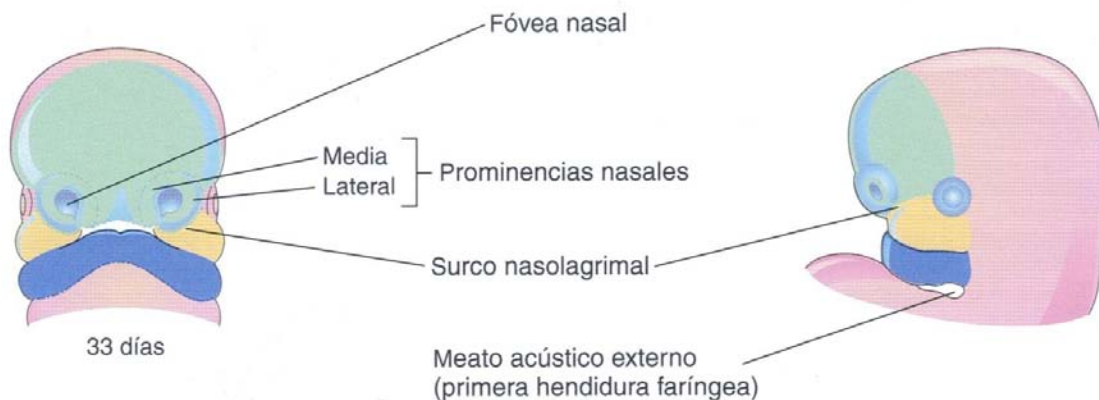 Fóvea nasal
Media
Lateral
Prominencias nasales
Surco nasolagrimal
33 días
Meato acústico externo
(primera hendidura faríngea)